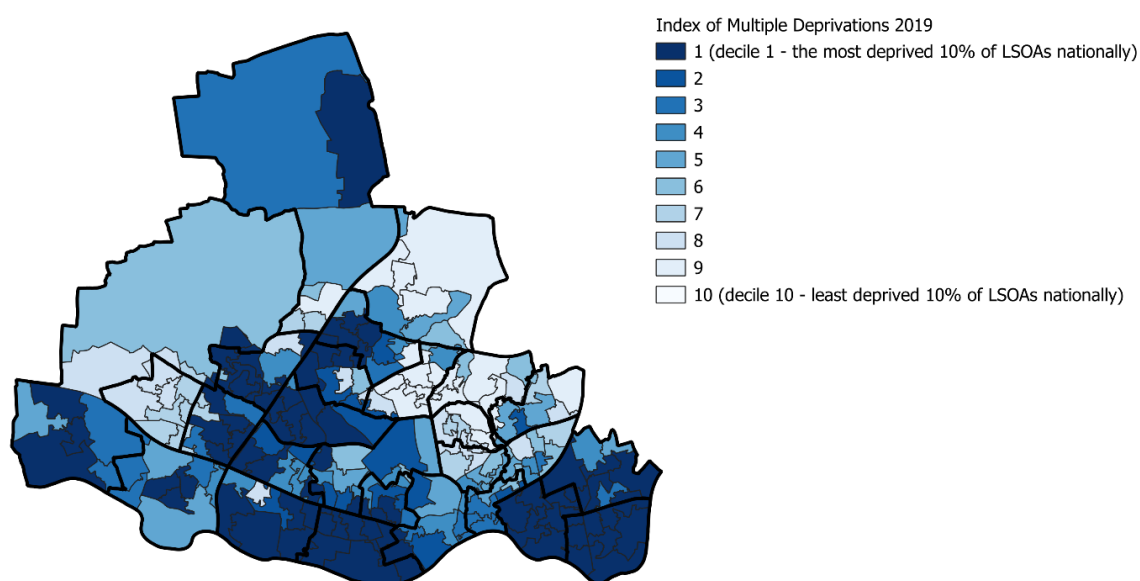 Index of Multiple Deprivations 2019
1 (decile 1 - the most deprived 10% of LSOAs nationally)
2
3
4
5
6
7
8
9
10 (decile 10 - least deprived 10% of LSOAs nationally)